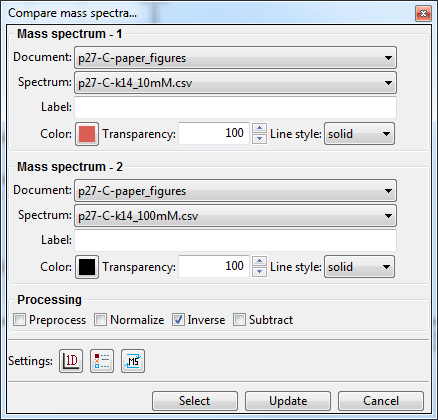 Compare mass spectra...
Mass spectrum - 1
Document: p27-C-paper_figures
Spectrum: p27-C-k14_10mM.csv
Label:
Color: Transparency: 100 Line style: solid
Mass spectrum - 2
Document: p27-C-paper_figures
Spectrum: p27-C-k14_100mM.csv
Label:
Color: Transparency: 100 Line style: solid
Processing
Preprocess Normalize Inverse Subtract
Settings: 1D MS
Select Update Cancel